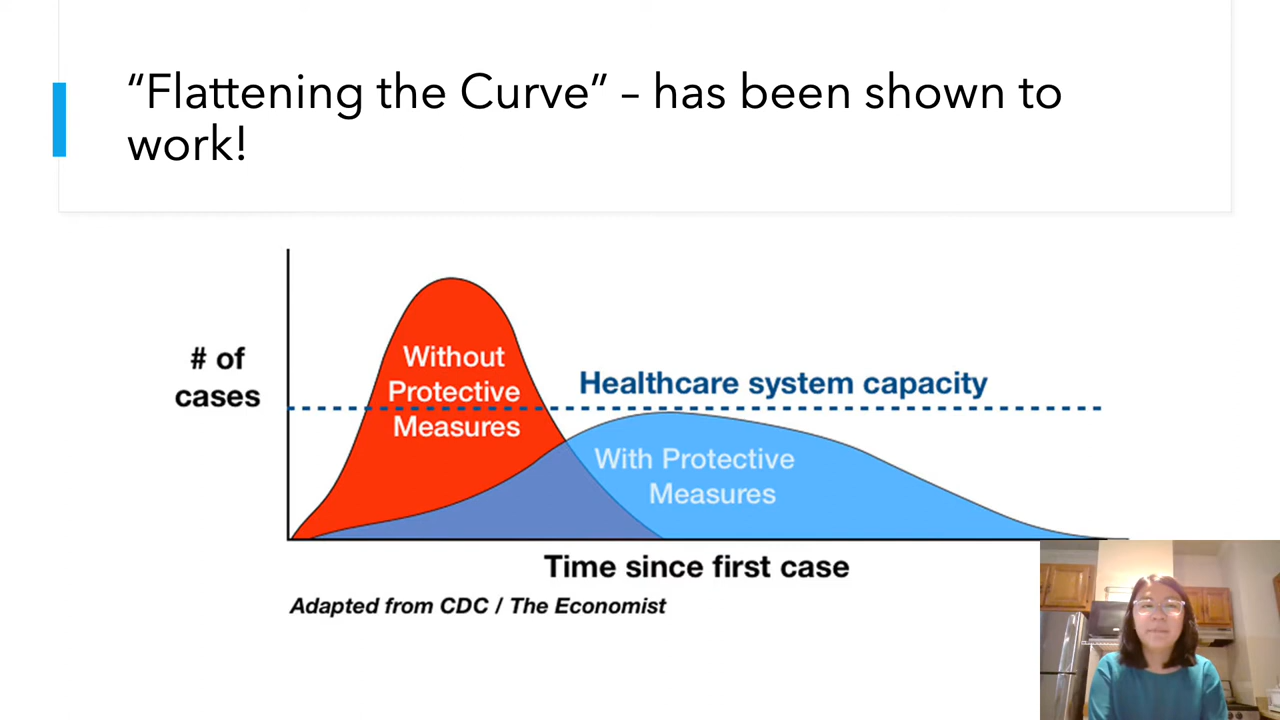 “Flattening the Curve” – has been shown to
work!
# of
cases
Without
Protective
Measures
Healthcare system capacity
With Protective
Measures
Time since first case
Adapted from CDC / The Economist